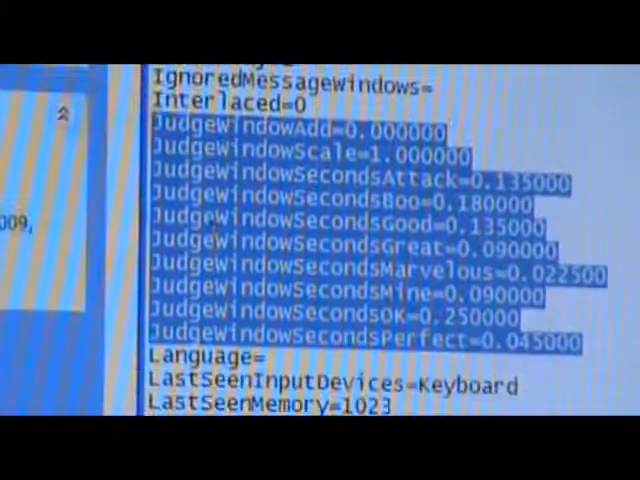 IgnoredMessageWindows=
Interlaced=0
JudgeWindowAdd=0.000000
JudgeWindowScale=1.000000
JudgeWindowSecondsAttack=0.135000
JudgeWindowSecondsBoo=0.180000
JudgeWindowSecondsGood=0.135000
JudgeWindowSecondsGreat=0.090000
JudgeWindowSecondsMarvelous=0.022500
JudgeWindowSecondsMine=0.090000
JudgeWindowSecondsOK=0.250000
JudgeWindowSecondsPerfect=0.045000
Language=
LastSeenInputDevices=Keyboard
LastSeenMemory=1023